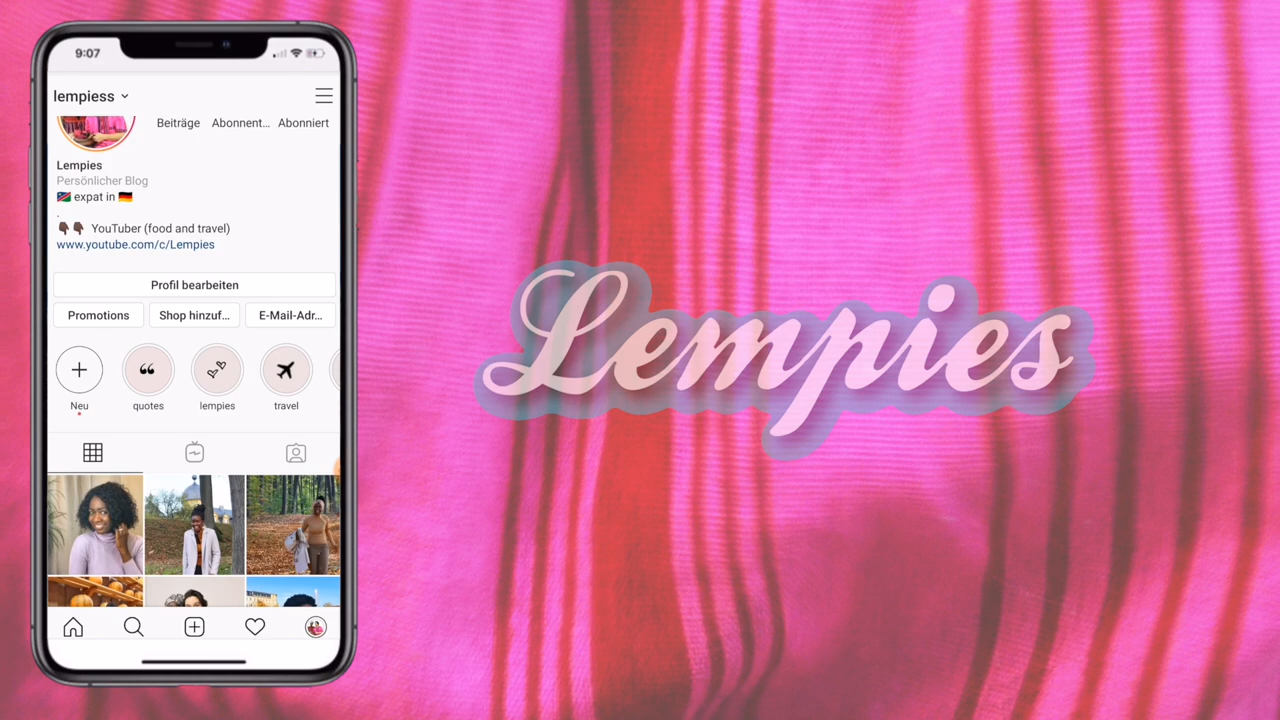 9:07
lempiess
Beiträge Abonnent... Abonniert
Lempies
Persönlicher Blog
🇳🇦 expat in 🇩🇪
.
👇🏿👇🏿 YouTuber (food and travel)
www.youtube.com/c/Lempies
Profil bearbeiten
Promotions Shop hinzuf... E-Mail-Adr...
Neu quotes lempies travel
Lempies